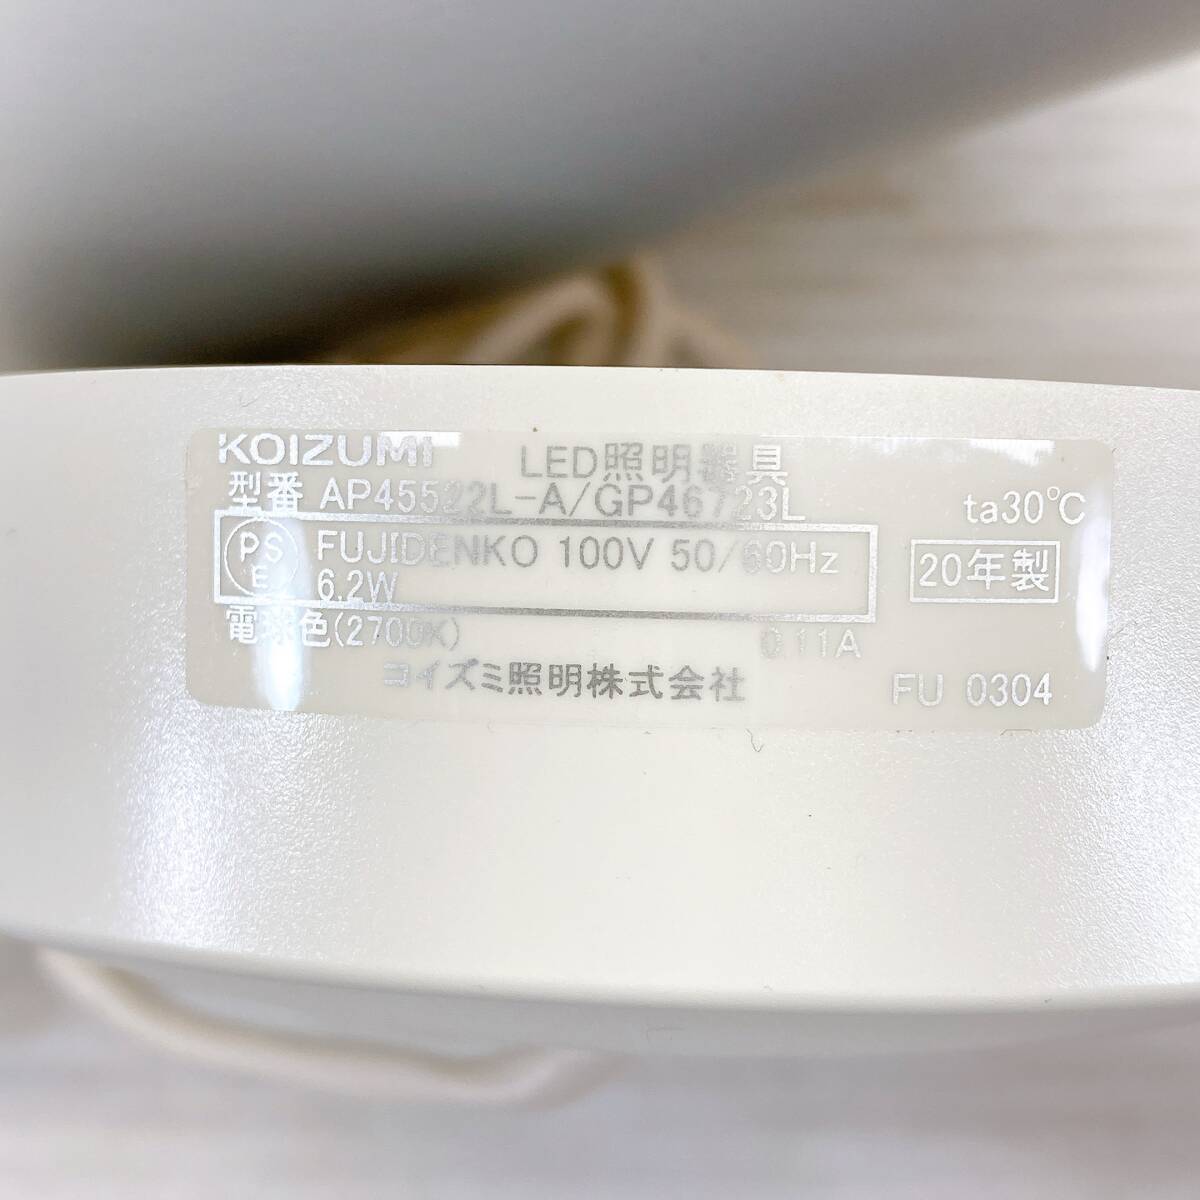 KOIZUMI LED照明器具
型番 AP45522L-A/GP46723L ta30℃
PSE FUJIDENKO 100V 50/60Hz 20年製
6.2W
電球色(2700K) 0.11A
コイズミ照明株式会社 FU 0304